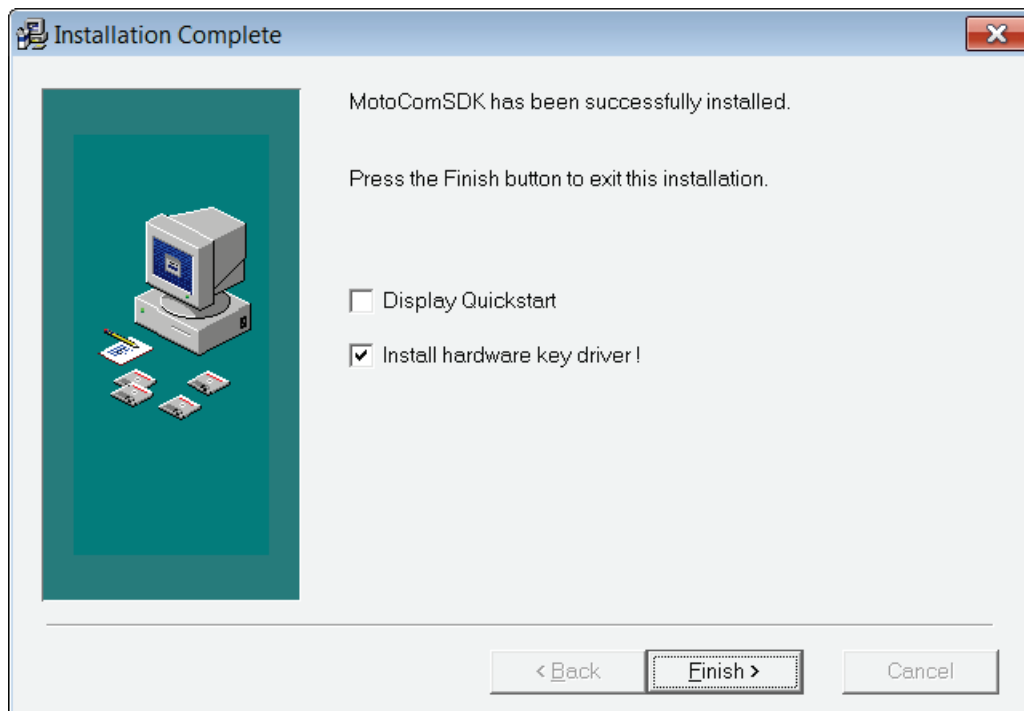 Installation Complete
MotoComSDK has been successfully installed.
Press the Finish button to exit this installation.
Display Quickstart
Install hardware key driver !
< Back
Finish >
Cancel